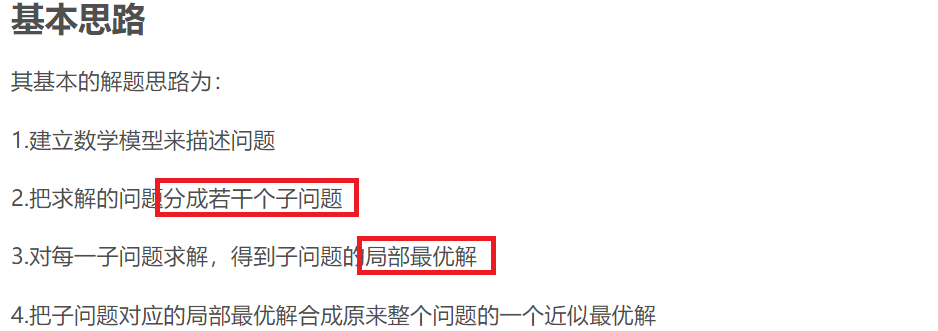 基本思路
其基本的解题思路为：
1.建立数学模型来描述问题
2.把求解的问题分成若干个子问题
3.对每一子问题求解，得到子问题的局部最优解
4.把子问题对应的局部最优解合成原来整个问题的一个近似最优解